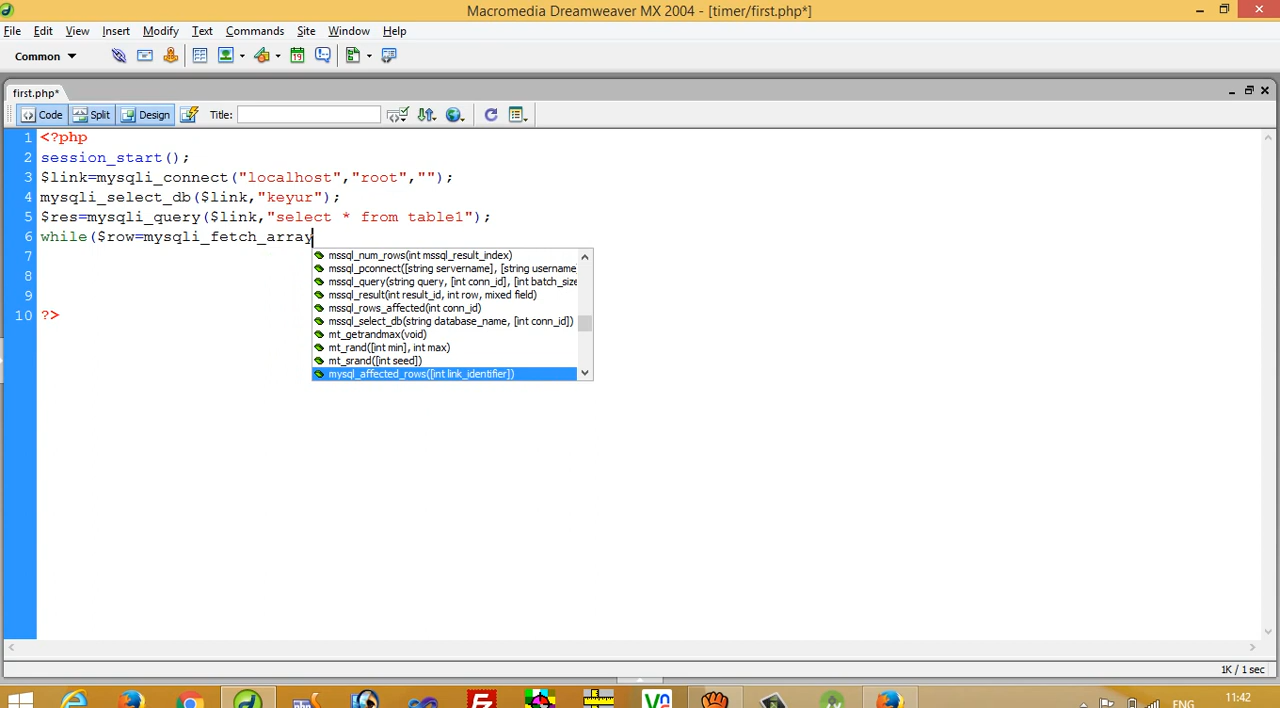 Macromedia Dreamweaver MX 2004 - [timer/first.php*]
File Edit View Insert Modify Text Commands Site Window Help
Common
first.php*
Code Split Design Title:
1 <?php
2 session_start();
3 $link=mysqli_connect("localhost","root","");
4 mysqli_select_db($link,"keyur");
5 $res=mysqli_query($link,"select * from table1");
6 while($row=mysqli_fetch_array
7
8
9
10 ?>
mssql_num_rows(int mssql_result_index)
mssql_pconnect([string servername], [string username
mssql_query(string query, [int conn_id], [int batch_size
mssql_result(int result_id, int row, mixed field)
mssql_rows_affected(int conn_id)
mssql_select_db(string database_name, [int conn_id])
mt_getrandmax(void)
mt_rand([int min], int max)
mt_srand([int seed])
mysql_affected_rows([int link_identifier])
1K / 1 sec
ENG
11:42